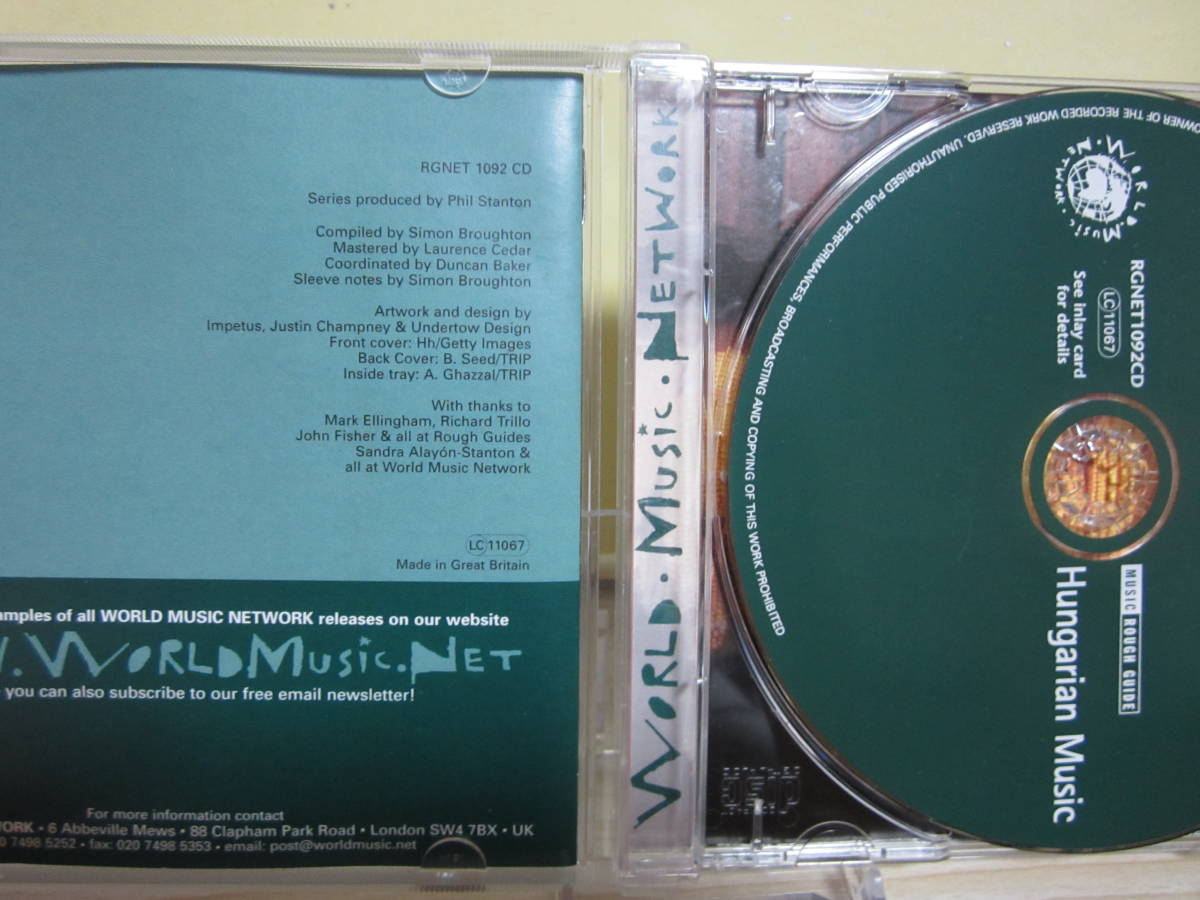 RGNET 1092 CD
Series produced by Phil Stanton
Compiled by Simon Broughton
Mastered by Laurence Cedar
Coordinated by Duncan Baker
Sleeve notes by Simon Broughton
Artwork and design by
Impetus, Justin Champney & Undertow Design
Front cover: Hh/Getty Images
Back Cover: B. Seed/TRIP
Inside tray: A. Ghazzal/TRIP
With thanks to
Mark Ellingham, Richard Trillo
John Fisher & all at Rough Guides
Sandra Alayón-Stanton &
all at World Music Network
LC 11067
Made in Great Britain
of all WORLD MUSIC NETWORK releases on our website
WORLDMUSIC.NET
you can also subscribe to our free email newsletter!
For more information contact
• 6 Abbeville Mews • 88 Clapham Park Road • London SW4 7BX • UK
7498 5252 • fax: 020 7498 5353 • email: post@worldmusic.net
WORLD • MUSIC • NETWORK
OWNER OF THE RECORDED WORK RESERVED. UNAUTHORISED PUBLIC PERFORMANCES, BROADCASTING AND COPYING OF THIS WORK PROHIBITED
WORLD • MUSIC • NETWORK •
RGNET1092CD
LC 11067
See inlay card
for details
MUSIC ROUGH GUIDE
Hungarian Music